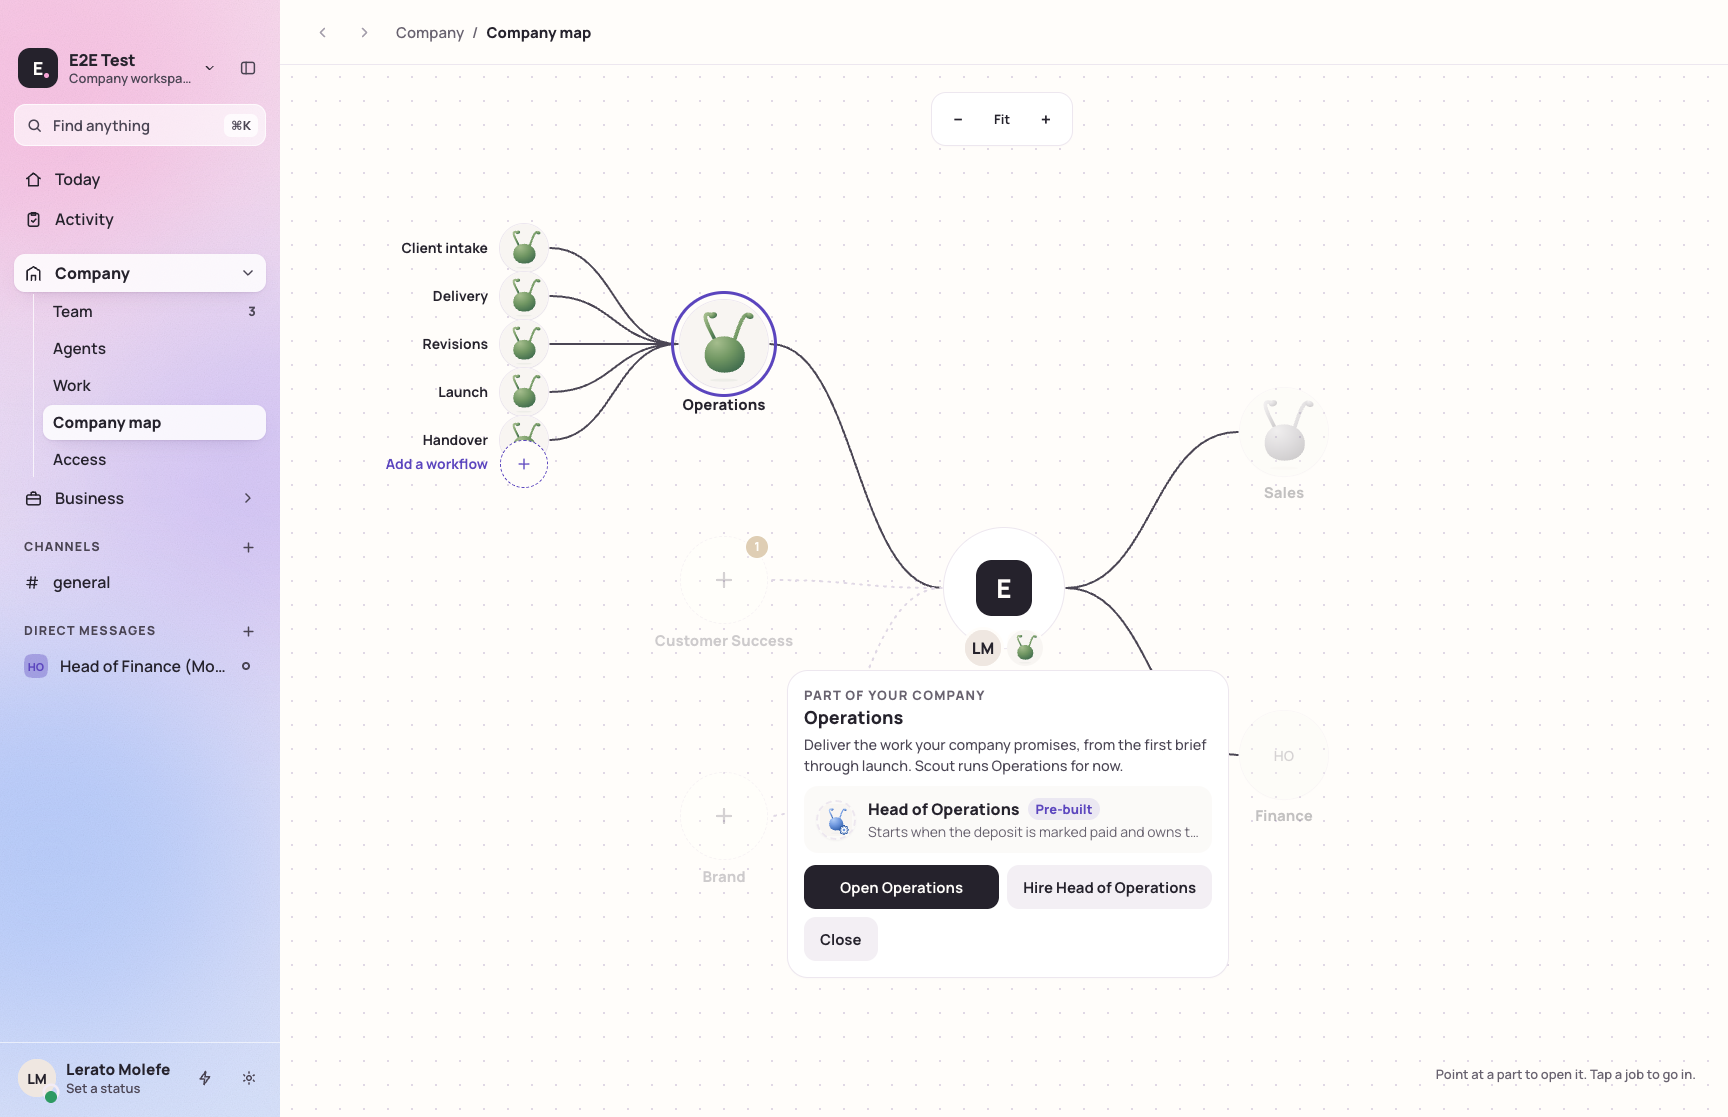 E.
E2E Test
Company workspa...
Find anything
⌘K
Today
Activity
Company
Team
3
Agents
Work
Company map
Access
Business
CHANNELS
# general
DIRECT MESSAGES
HO
Head of Finance (Mo...
LM
Lerato Molefe
Set a status
Company / Company map
− Fit +
Client intake
Delivery
Revisions
Launch
Handover
Add a workflow
Operations
Sales
1
Customer Success
E
LM
Brand
HO
Finance
PART OF YOUR COMPANY
Operations
Deliver the work your company promises, from the first brief
through launch. Scout runs Operations for now.
Head of Operations
Pre-built
Starts when the deposit is marked paid and owns t...
Open Operations
Hire Head of Operations
Close
Point at a part to open it. Tap a job to go in.